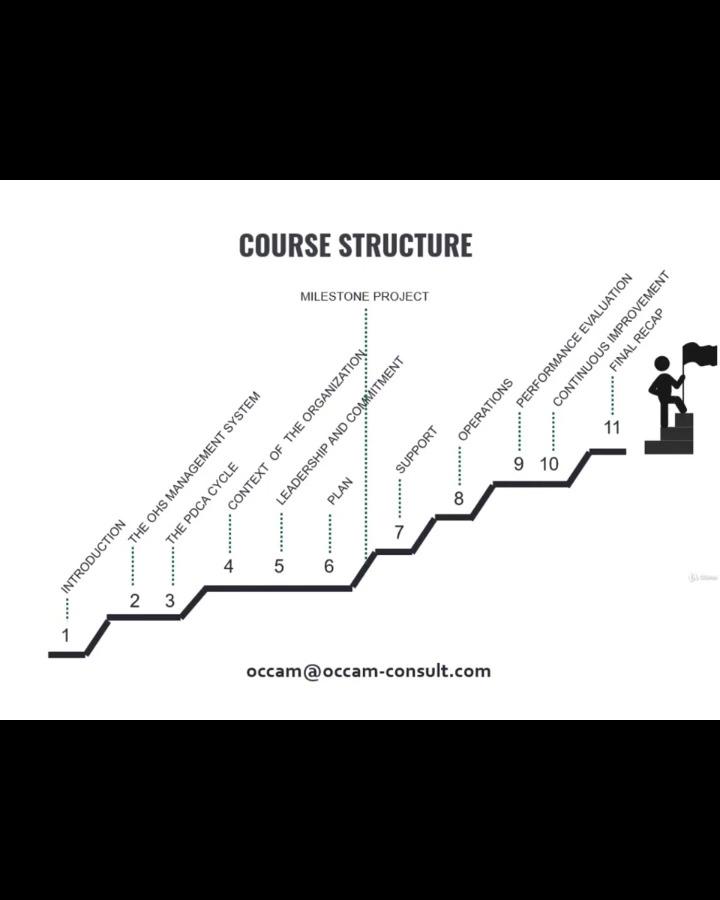 COURSE STRUCTURE
MILESTONE PROJECT
INTRODUCTION
THE OHS MANAGEMENT SYSTEM
THE PDCA CYCLE
CONTEXT OF THE ORGANIZATION
LEADERSHIP AND COMMITMENT
PLAN
SUPPORT
OPERATIONS
PERFORMANCE EVALUATION
CONTINUOUS IMPROVEMENT
FINAL RECAP
1
2
3
4
5
6
7
8
9
10
11
occam@occam-consult.com